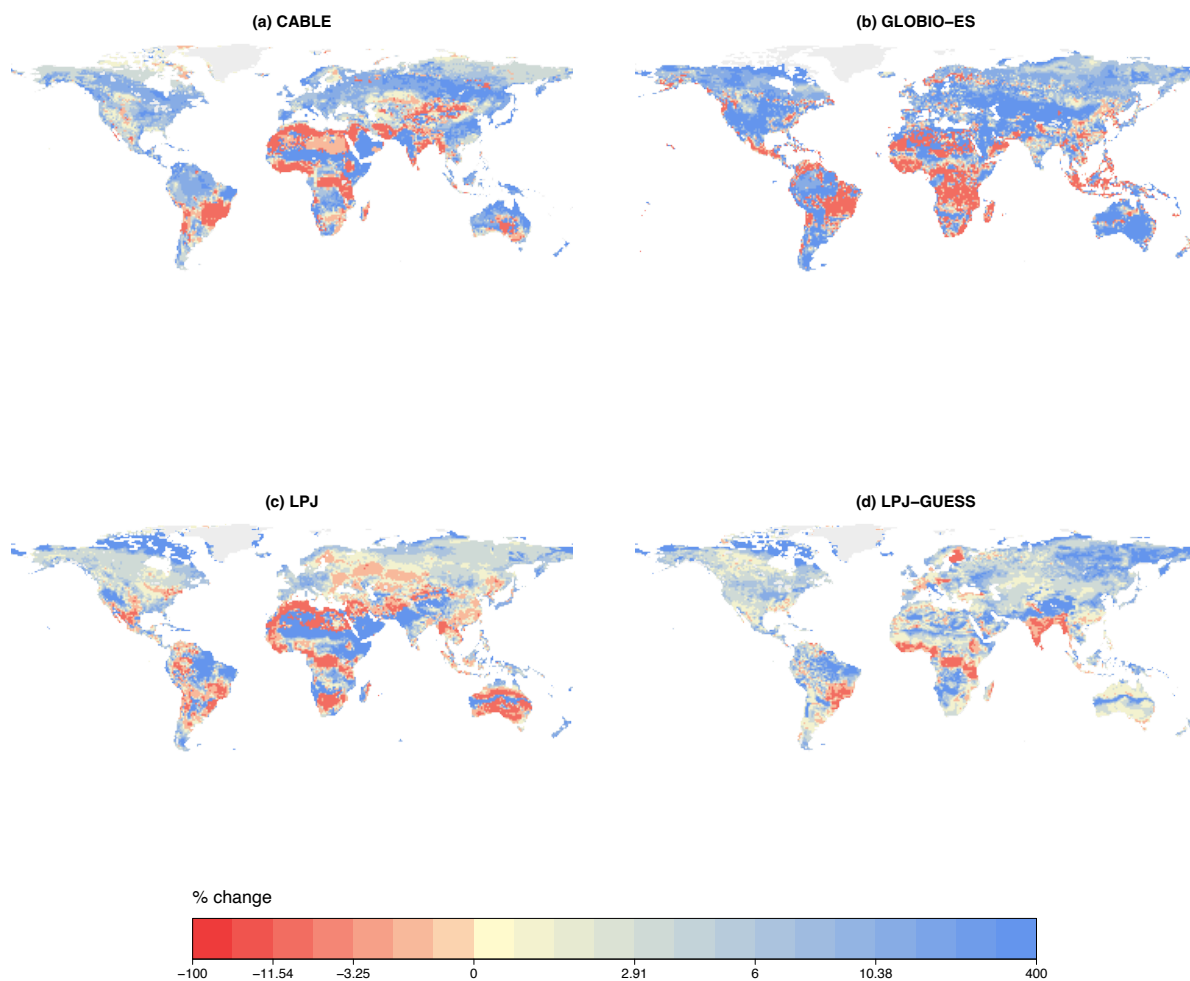 (a) CABLE
(b) GLOBIO−ES
(c) LPJ
(d) LPJ−GUESS
% change
−100 −11.54 −3.25 0 2.91 6 10.38 400